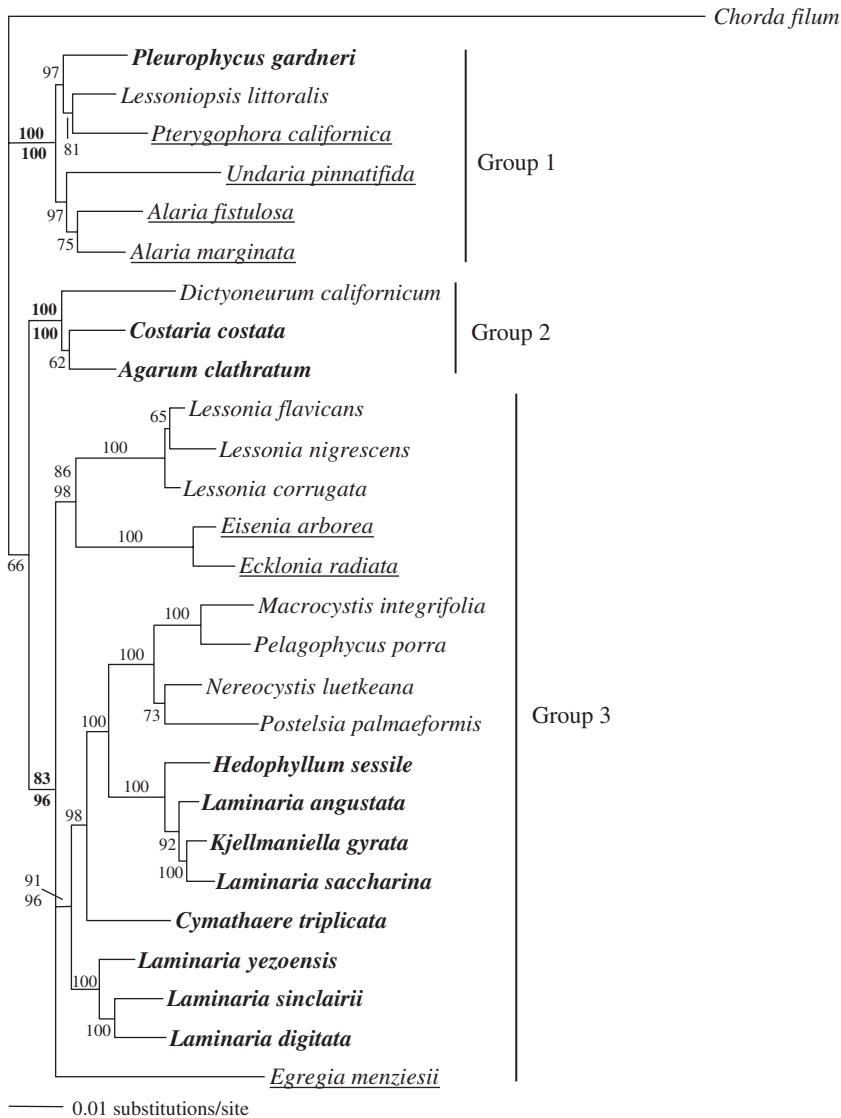 Chorda filum
97
Pleurophycus gardneri
Lessoniopsis littoralis
100
100
81
Pterygophora californica
Group 1
Undaria pinnatifida
97
Alaria fistulosa
75
Alaria marginata
Dictyoneurum californicum
100
100
Costaria costata
Group 2
62
Agarum clathratum
65
Lessonia flavicans
100
Lessonia nigrescens
86
98
Lessonia corrugata
100
Eisenia arborea
66
Ecklonia radiata
100
Macrocystis integrifolia
Pelagophycus porra
100
Nereocystis luetkeana
73
Postelsia palmaeformis
Group 3
100
Hedophyllum sessile
100
83
96
Laminaria angustata
98
92
Kjellmaniella gyrata
100
Laminaria saccharina
91
96
Cymathaere triplicata
Laminaria yezoensis
100
Laminaria sinclairii
100
Laminaria digitata
Egregia menziesii
0.01 substitutions/site